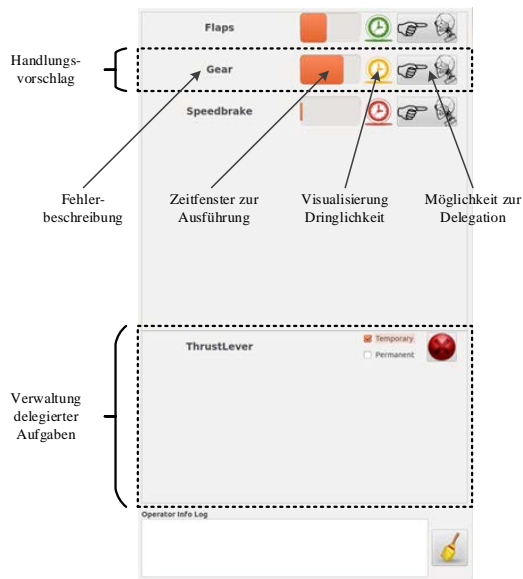 Flaps
Handlungs-
vorschlag
Gear
Speedbrake
Fehler-
beschreibung
Zeitfenster zur
Ausführung
Visualisierung
Dringlichkeit
Möglichkeit zur
Delegation
ThrustLever
Temporary
Permanent
Verwaltung
delegierter
Aufgaben
Operator Info Log